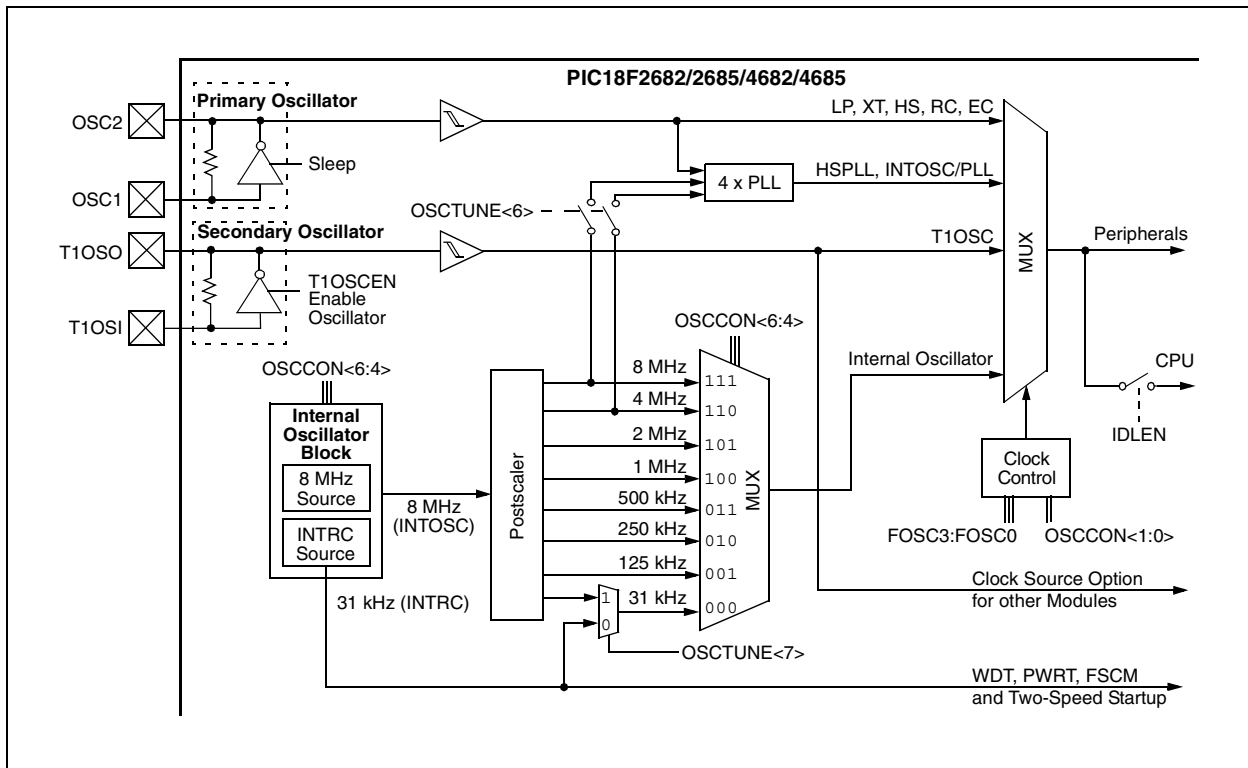 PIC18F2682/2685/4682/4685
Primary Oscillator
LP, XT, HS, RC, EC
OSC2
Sleep
4 x PLL
HSPLL, INTOSC/PLL
OSC1
OSCTUNE<6>
Secondary Oscillator
T1OSO
T1OSC
MUX
Peripherals
T1OSCEN
Enable
Oscillator
T1OSI
OSCCON<6:4>
Internal Oscillator
CPU
OSCCON<6:4>
8 MHz
111
4 MHz
110
IDLEN
Internal
Oscillator
Block
2 MHz
101
Clock
Control
8 MHz
Source
1 MHz
100
MUX
8 MHz
(INTOSC)
Postscaler
500 kHz
011
FOSC3:FOSC0
OSCCON<1:0>
INTRC
Source
250 kHz
010
125 kHz
001
Clock Source Option
for other Modules
31 kHz (INTRC)
1
0
31 kHz
000
OSCTUNE<7>
WDT, PWRT, FSCM
and Two-Speed Startup